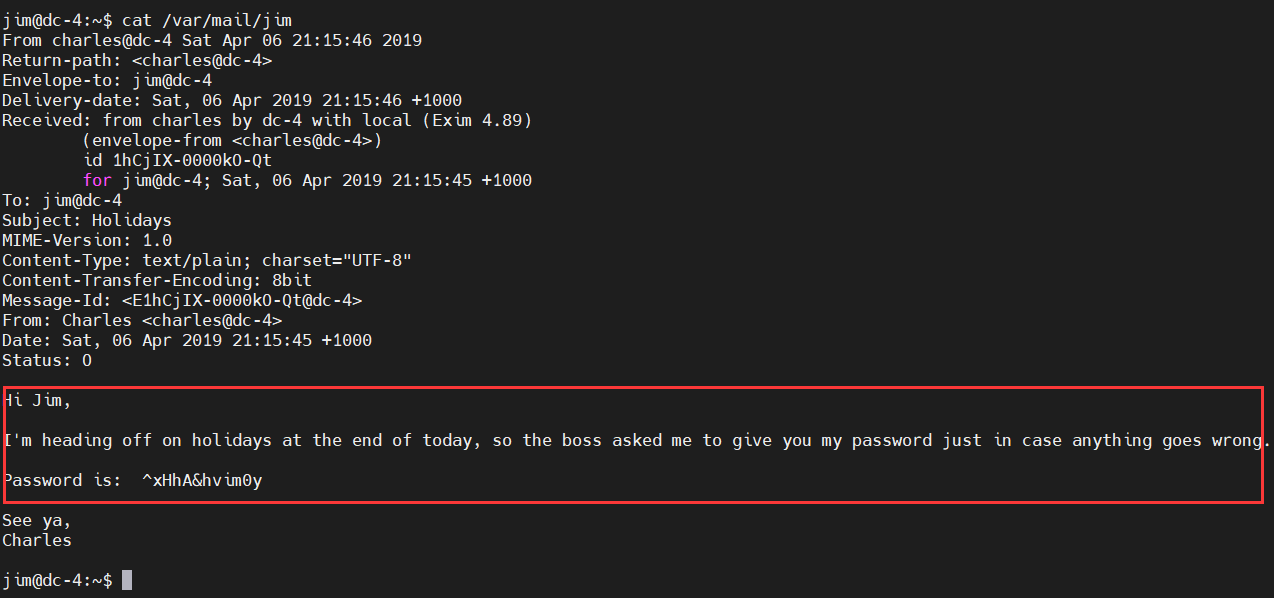 jim@dc-4:~$ cat /var/mail/jim
From charles@dc-4 Sat Apr 06 21:15:46 2019
Return-path: <charles@dc-4>
Envelope-to: jim@dc-4
Delivery-date: Sat, 06 Apr 2019 21:15:46 +1000
Received: from charles by dc-4 with local (Exim 4.89)
        (envelope-from <charles@dc-4>)
        id 1hCjIX-0000kO-Qt
        for jim@dc-4; Sat, 06 Apr 2019 21:15:45 +1000
To: jim@dc-4
Subject: Holidays
MIME-Version: 1.0
Content-Type: text/plain; charset="UTF-8"
Content-Transfer-Encoding: 8bit
Message-Id: <E1hCjIX-0000kO-Qt@dc-4>
From: Charles <charles@dc-4>
Date: Sat, 06 Apr 2019 21:15:45 +1000
Status: O
Hi Jim,
I'm heading off on holidays at the end of today, so the boss asked me to give you my password just in case anything goes wrong.
Password is:  ^xHhA&hvim0y
See ya,
Charles
jim@dc-4:~$